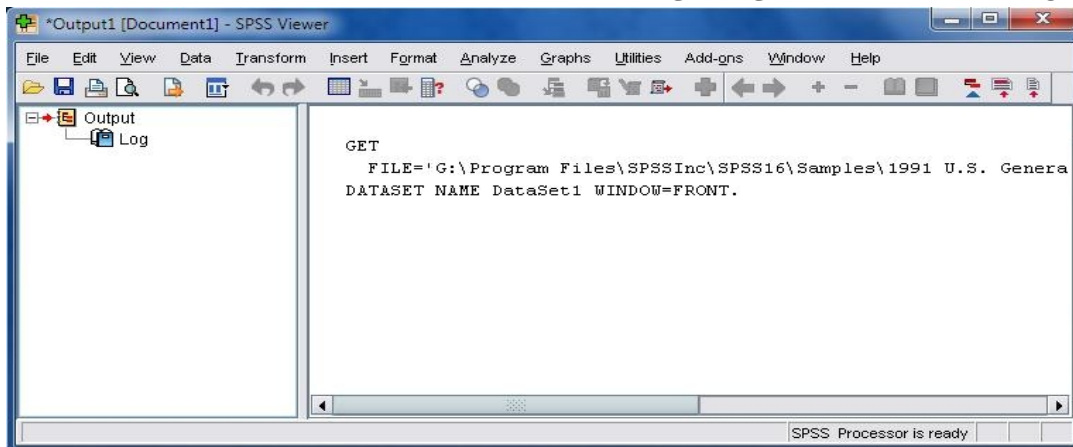 *Output1 [Document1] - SPSS Viewer
File Edit View Data Transform Insert Format Analyze Graphs Utilities Add-ons Window Help
Output
Log
GET
FILE='G:\Program Files\SPSSInc\SPSS16\Samples\1991 U.S. Genera
DATASET NAME DataSet1 WINDOW=FRONT.
SPSS Processor is ready